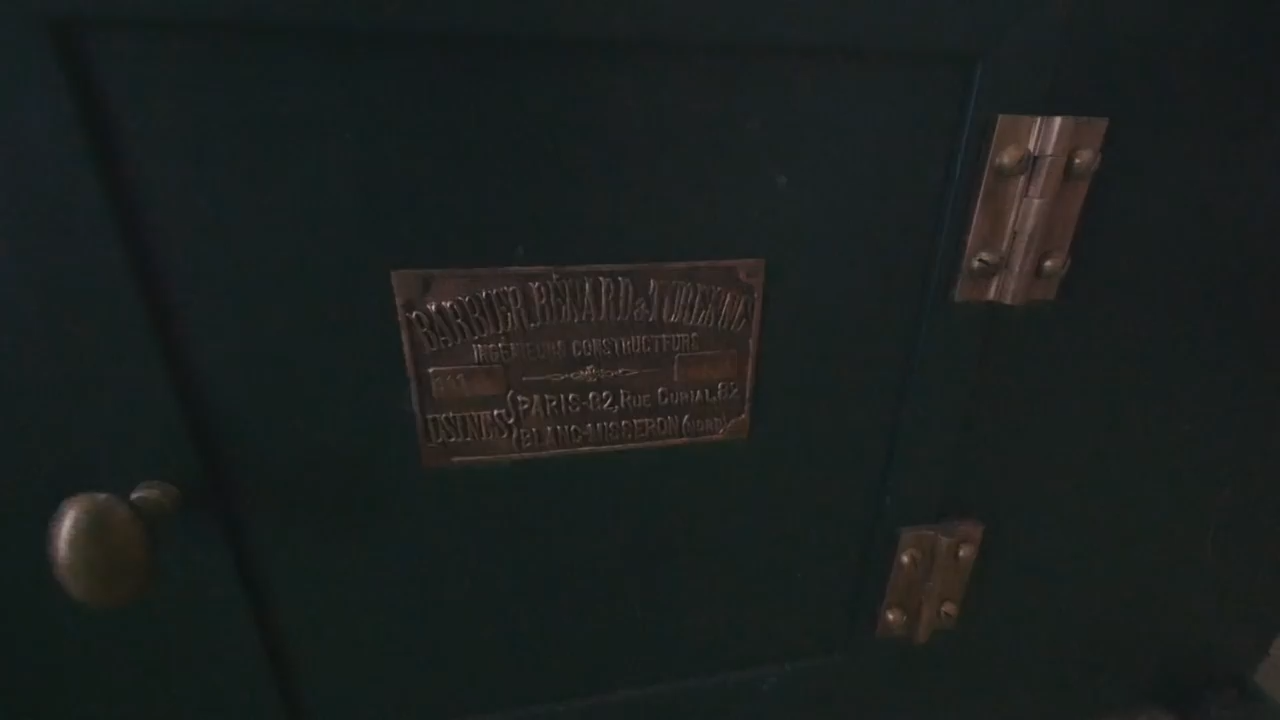 BARBIER, BÉNARD & TURENNE
INGÉNIEURS CONSTRUCTEURS
USINES
PARIS-82, RUE CURIAL, 82
BLANC-MISSERON (NORD)